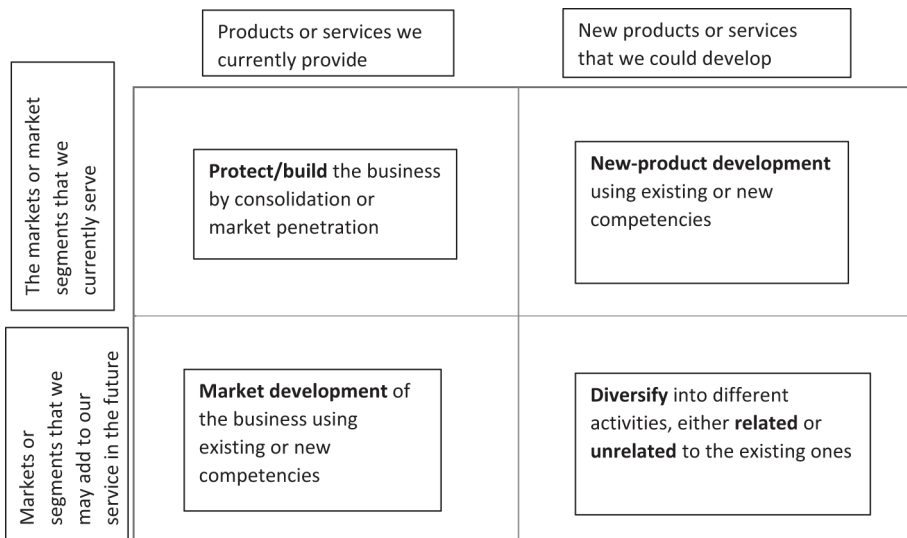 Products or services we
currently provide
New products or services
that we could develop
The markets or market
segments that we
currently serve
Protect/build the business
by consolidation or
market penetration
New-product development
using existing or new
competencies
Markets or
segments that we
may add to our
service in the future
Market development of
the business using
existing or new
competencies
Diversify into different
activities, either related or
unrelated to the existing ones